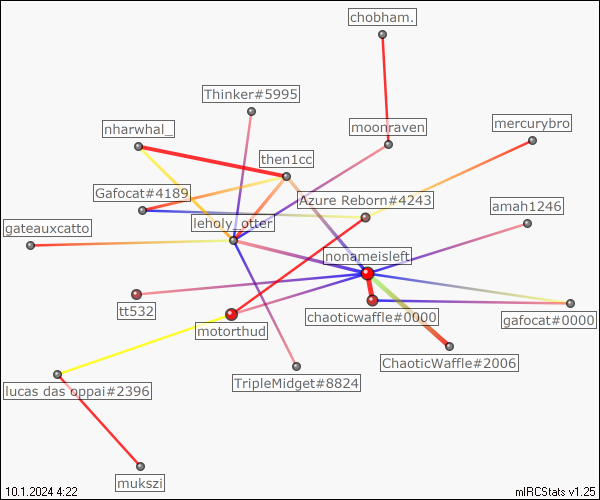 chobham.
Thinker#5995
nharwhal_
moonraven
mercurybro
then1cc
Gafocat#4189
Azure Reborn#4243
amah1246
gateauxcatto
leholy_otter
nonameisleft
tt532
chaoticwaffle#0000
gafocat#0000
motorthud
ChaoticWaffle#2006
lucas das oppai#2396
TripleMidget#8824
mukszi
10.1.2024 4:22
mIRCStats v1.25